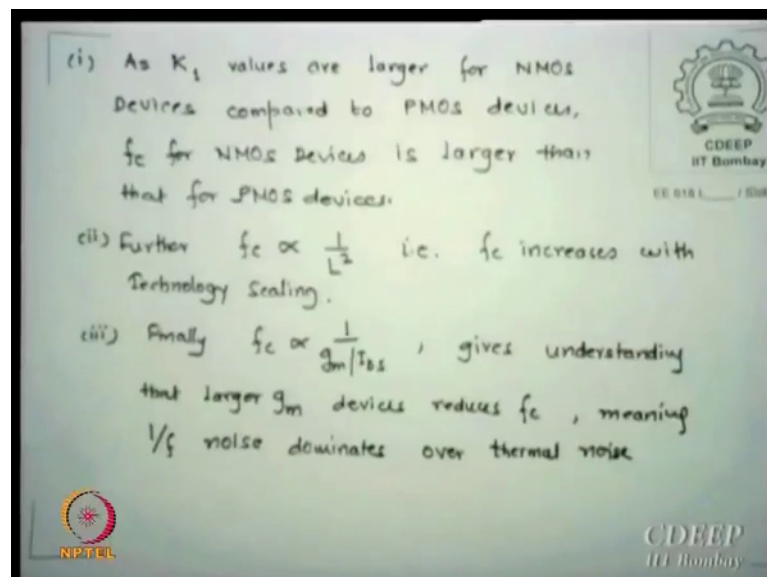 (i) As K₁ values are larger for NMOS
Devices compared to PMOS devices,
fc for NMOS Devices is larger than
that for PMOS devices.
(ii) Further fc ∝ 1/L² i.e. fc increases with
Technology Scaling.
(iii) Finally fc ∝ 1/gm/IDS , gives understanding
that larger gm devices reduces fc , meaning
1/f noise dominates over thermal noise
CDEEP
IIT Bombay
NPTEL
CDEEP
IIT Bombay